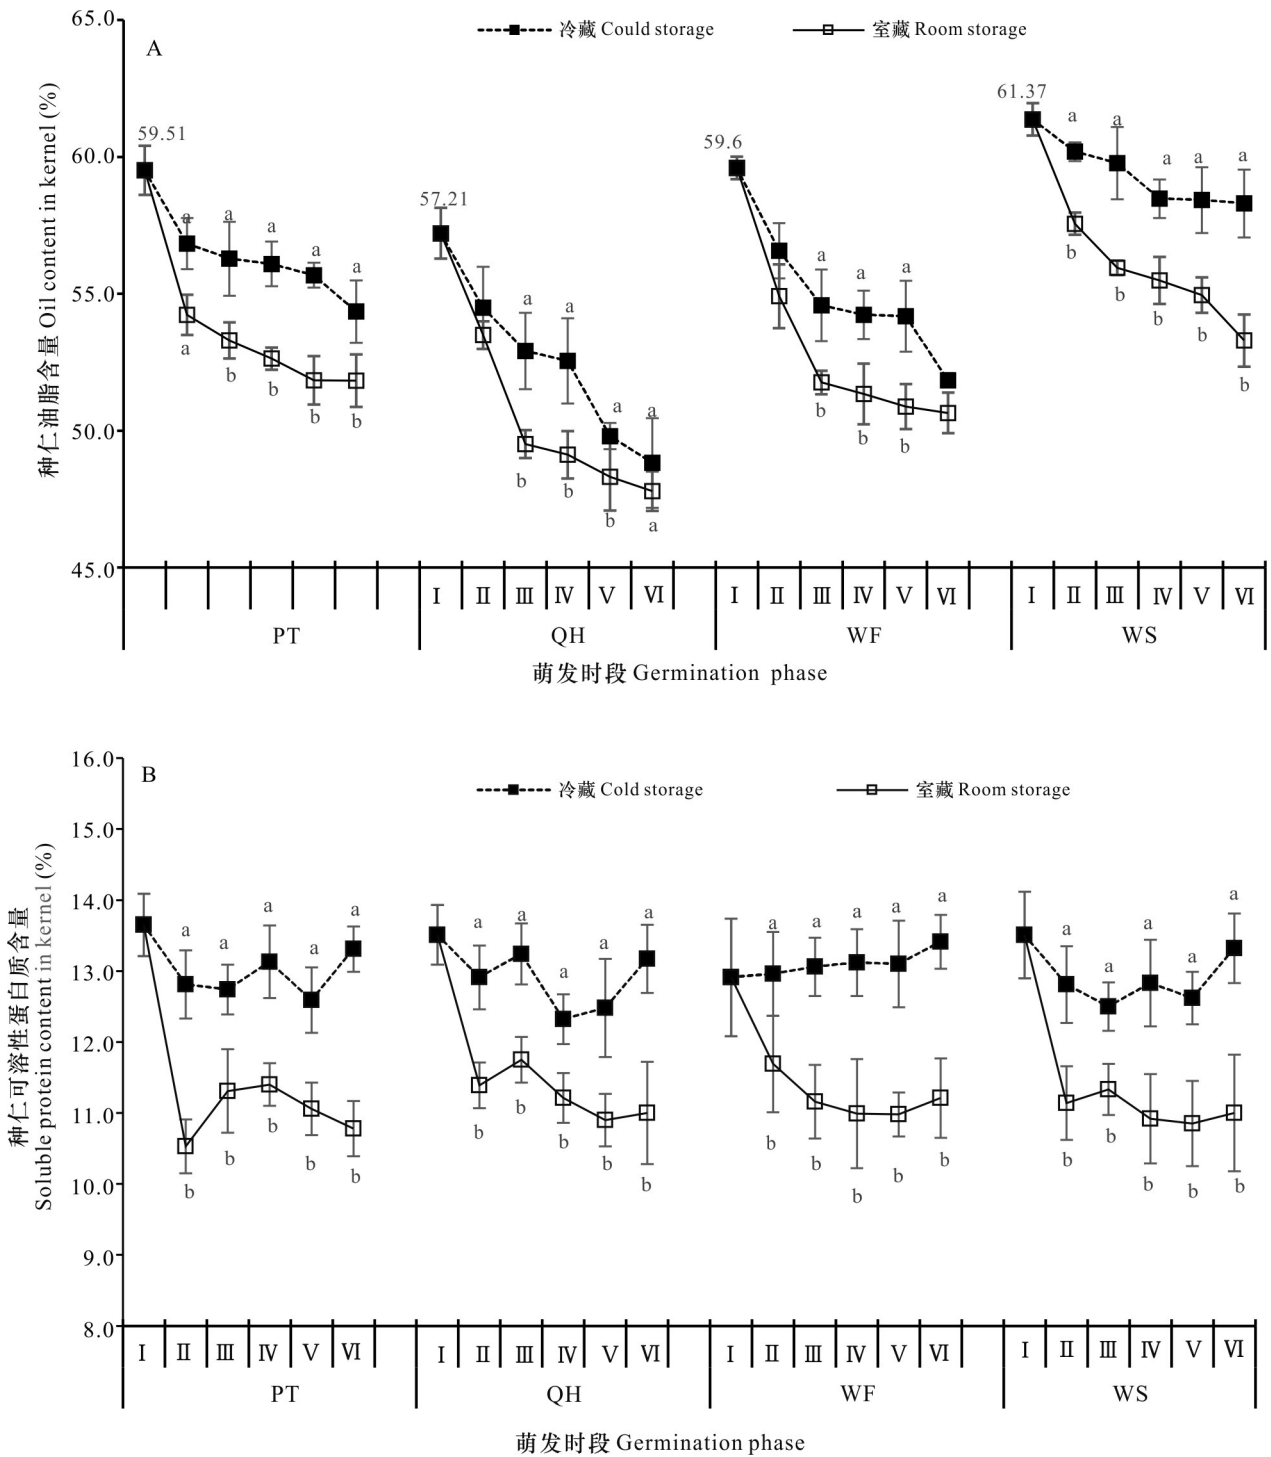 65.0
A
冷藏 Could storage
室藏 Room storage
59.51
57.21
59.6
61.37
60.0
55.0
50.0
45.0
种仁油脂含量 Oil content in kernel (%)
a a a a a
a b b b b
a a a a
b b b b a
a a a
b b b
a a a a a
b b b b b
Ⅰ Ⅱ Ⅲ Ⅳ Ⅴ Ⅵ
Ⅰ Ⅱ Ⅲ Ⅳ Ⅴ Ⅵ
Ⅰ Ⅱ Ⅲ Ⅳ Ⅴ Ⅵ
PT QH WF WS
萌发时段 Germination phase
16.0
B
冷藏 Cold storage
室藏 Room storage
15.0
14.0
13.0
12.0
11.0
10.0
9.0
8.0
种仁可溶性蛋白质含量
Soluble protein content in kernel (%)
a a a a a
b b b b b
a a a a a
b b b b b
a a a a a
b b b b b
a a a a a
b b b b b
Ⅰ Ⅱ Ⅲ Ⅳ Ⅴ Ⅵ
Ⅰ Ⅱ Ⅲ Ⅳ Ⅴ Ⅵ
Ⅰ Ⅱ Ⅲ Ⅳ Ⅴ Ⅵ
Ⅰ Ⅱ Ⅲ Ⅳ Ⅴ Ⅵ
PT QH WF WS
萌发时段 Germination phase